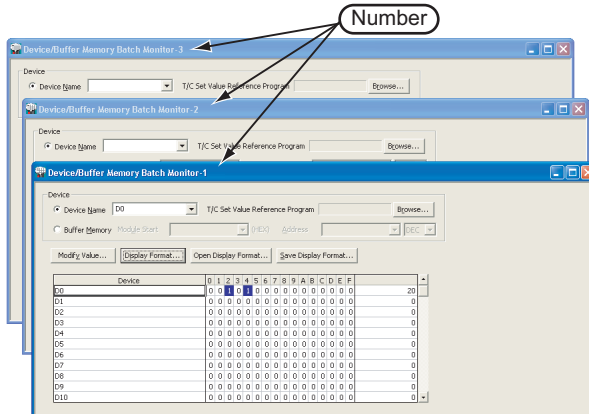 Number
Device/Buffer Memory Batch Monitor-3
Device
Device Name T/C Set Value Reference Program Browse...
Device/Buffer Memory Batch Monitor-2
Device
Device Name T/C Set Value Reference Program Browse...
Device/Buffer Memory Batch Monitor-1
Device
Device Name D0 T/C Set Value Reference Program Browse...
Buffer Memory Module Start (HEX) Address DEC
Modify Value... Display Format... Open Display Format... Save Display Format...
Device 0 1 2 3 4 5 6 7 8 9 A B C D E F
D0 0 0 1 0 1 0 0 0 0 0 0 0 0 0 0 0 20
D1 0 0 0 0 0 0 0 0 0 0 0 0 0 0 0 0 0
D2 0 0 0 0 0 0 0 0 0 0 0 0 0 0 0 0 0
D3 0 0 0 0 0 0 0 0 0 0 0 0 0 0 0 0 0
D4 0 0 0 0 0 0 0 0 0 0 0 0 0 0 0 0 0
D5 0 0 0 0 0 0 0 0 0 0 0 0 0 0 0 0 0
D6 0 0 0 0 0 0 0 0 0 0 0 0 0 0 0 0 0
D7 0 0 0 0 0 0 0 0 0 0 0 0 0 0 0 0 0
D8 0 0 0 0 0 0 0 0 0 0 0 0 0 0 0 0 0
D9 0 0 0 0 0 0 0 0 0 0 0 0 0 0 0 0 0
D10 0 0 0 0 0 0 0 0 0 0 0 0 0 0 0 0 0